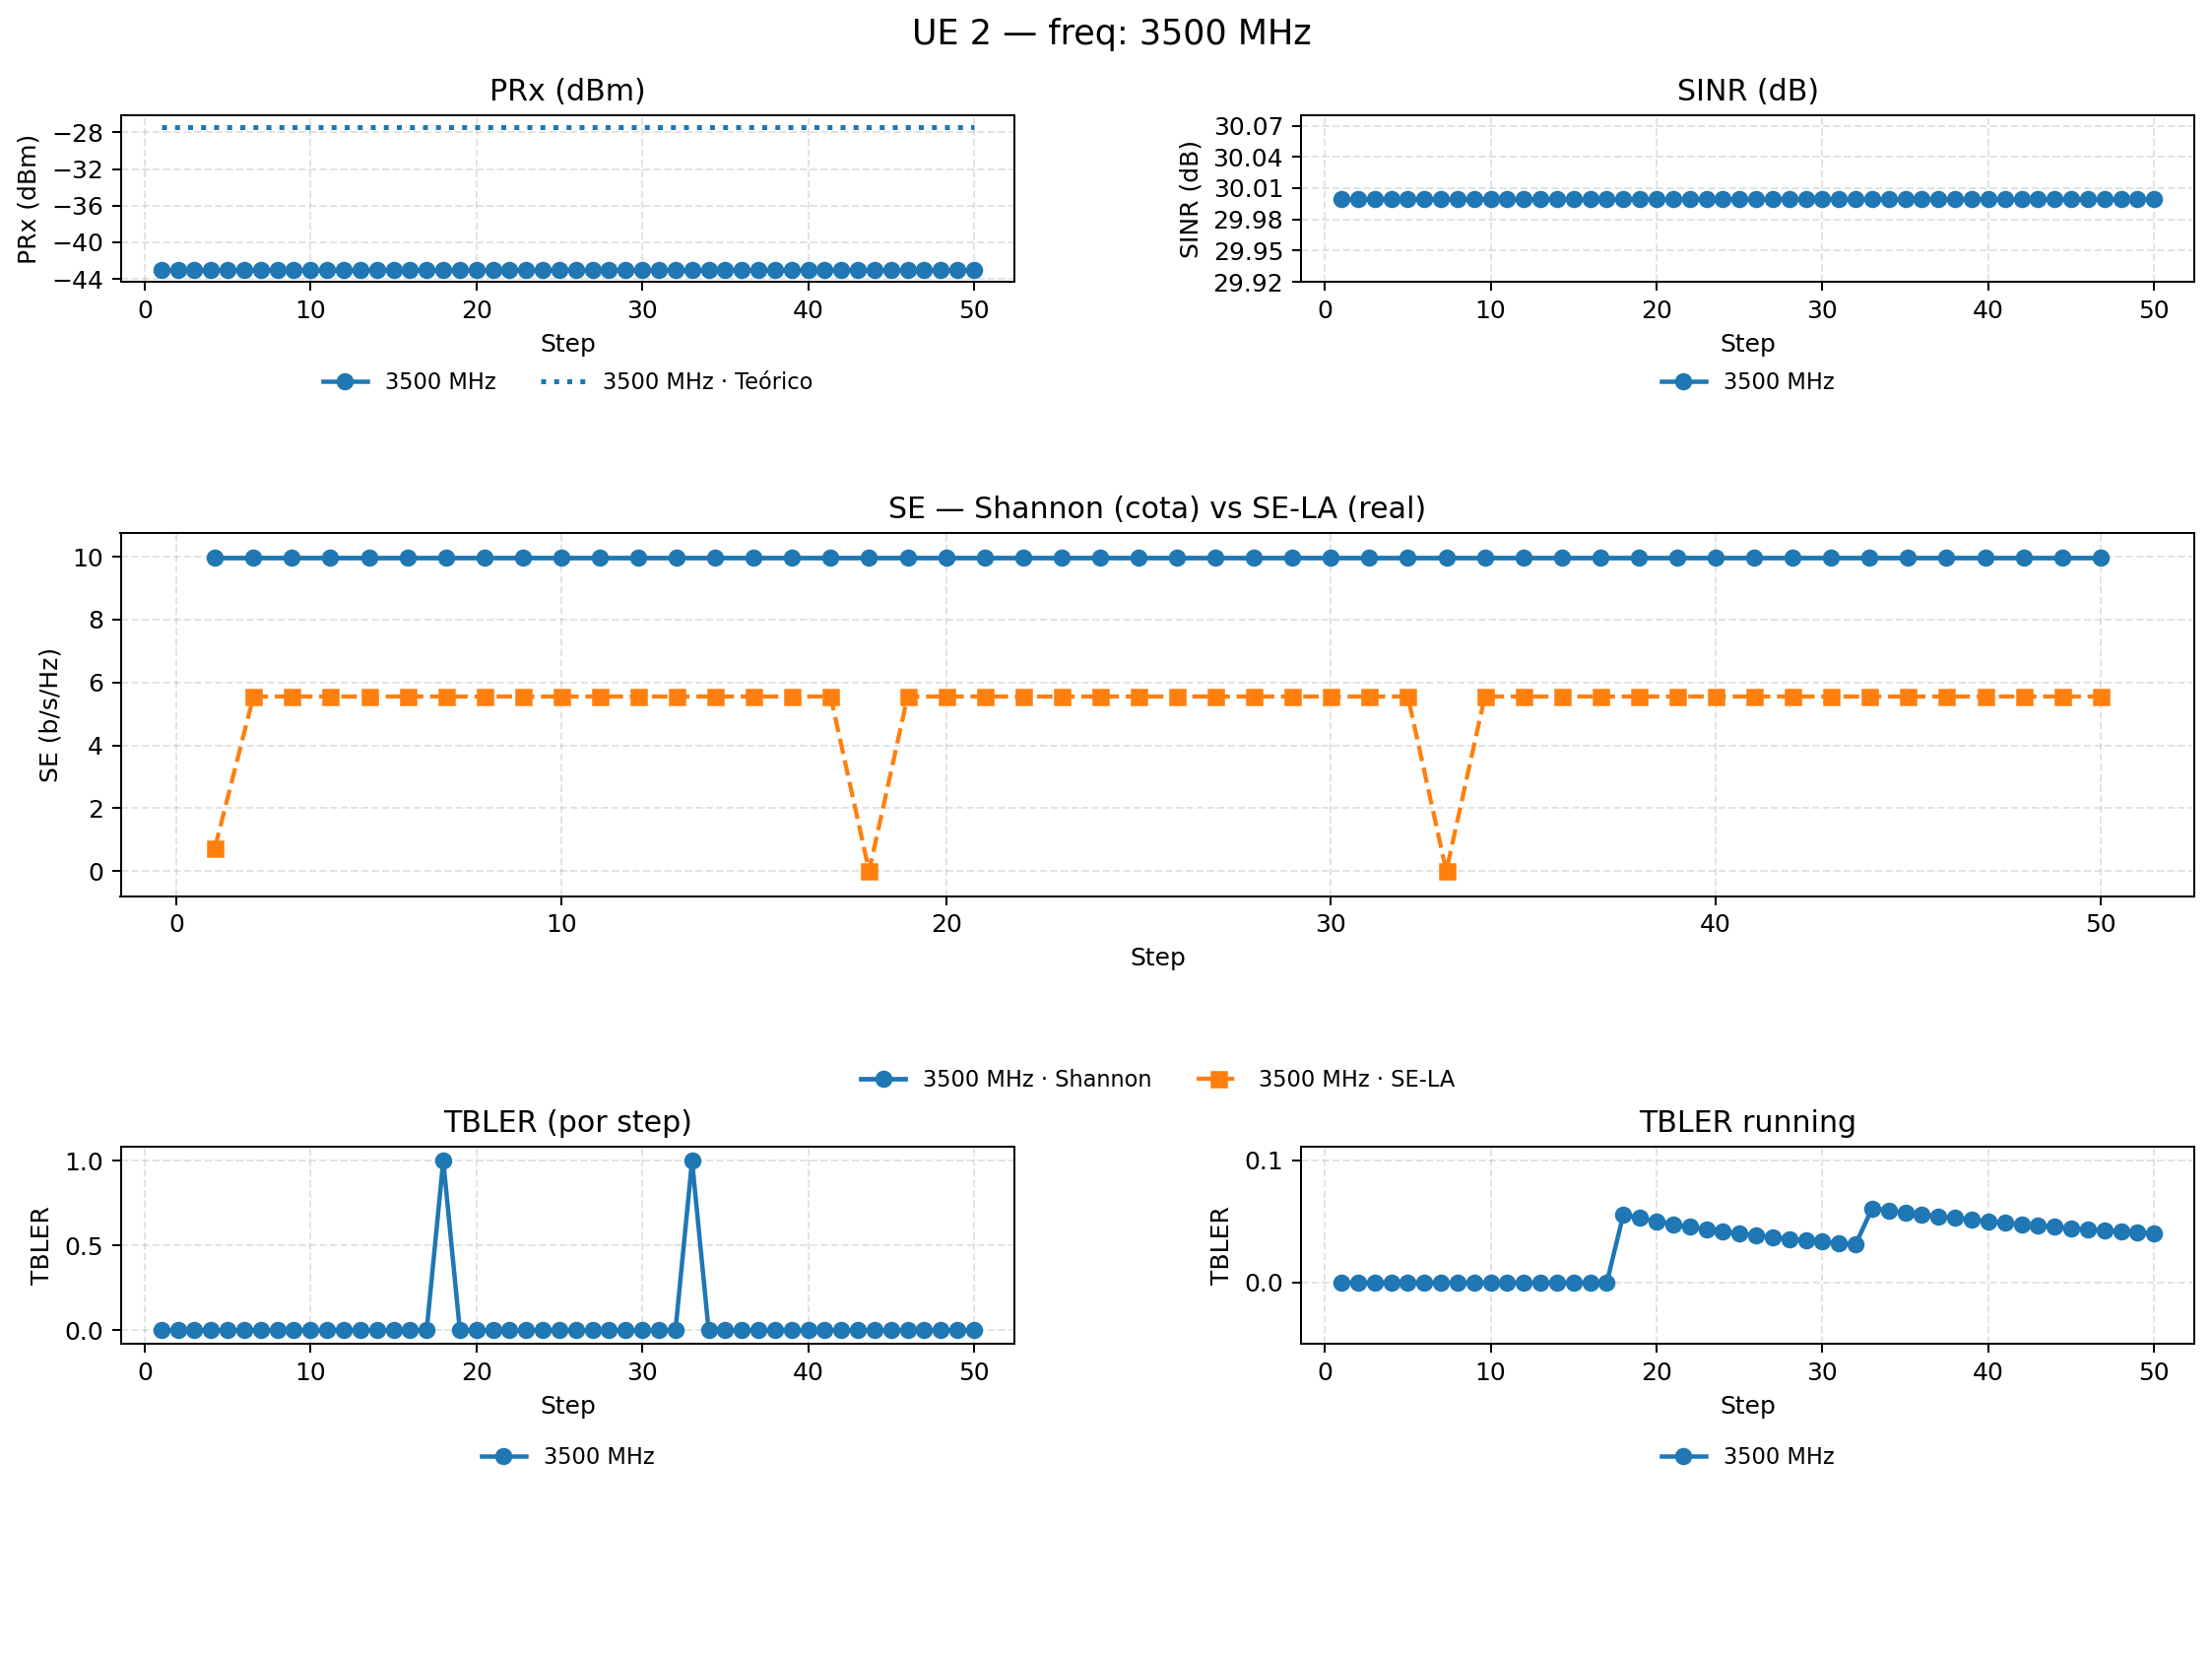 UE 2 — freq: 3500 MHz
PRx (dBm)
PRx (dBm)
−28
−32
−36
−40
−44
0 10 20 30 40 50
Step
3500 MHz 3500 MHz · Teórico
SINR (dB)
SINR (dB)
30.07
30.04
30.01
29.98
29.95
29.92
0 10 20 30 40 50
Step
3500 MHz
SE — Shannon (cota) vs SE-LA (real)
SE (b/s/Hz)
10
8
6
4
2
0
0 10 20 30 40 50
Step
3500 MHz · Shannon 3500 MHz · SE-LA
TBLER (por step)
TBLER
1.0
0.5
0.0
0 10 20 30 40 50
Step
3500 MHz
TBLER running
TBLER
0.1
0.0
0 10 20 30 40 50
Step
3500 MHz